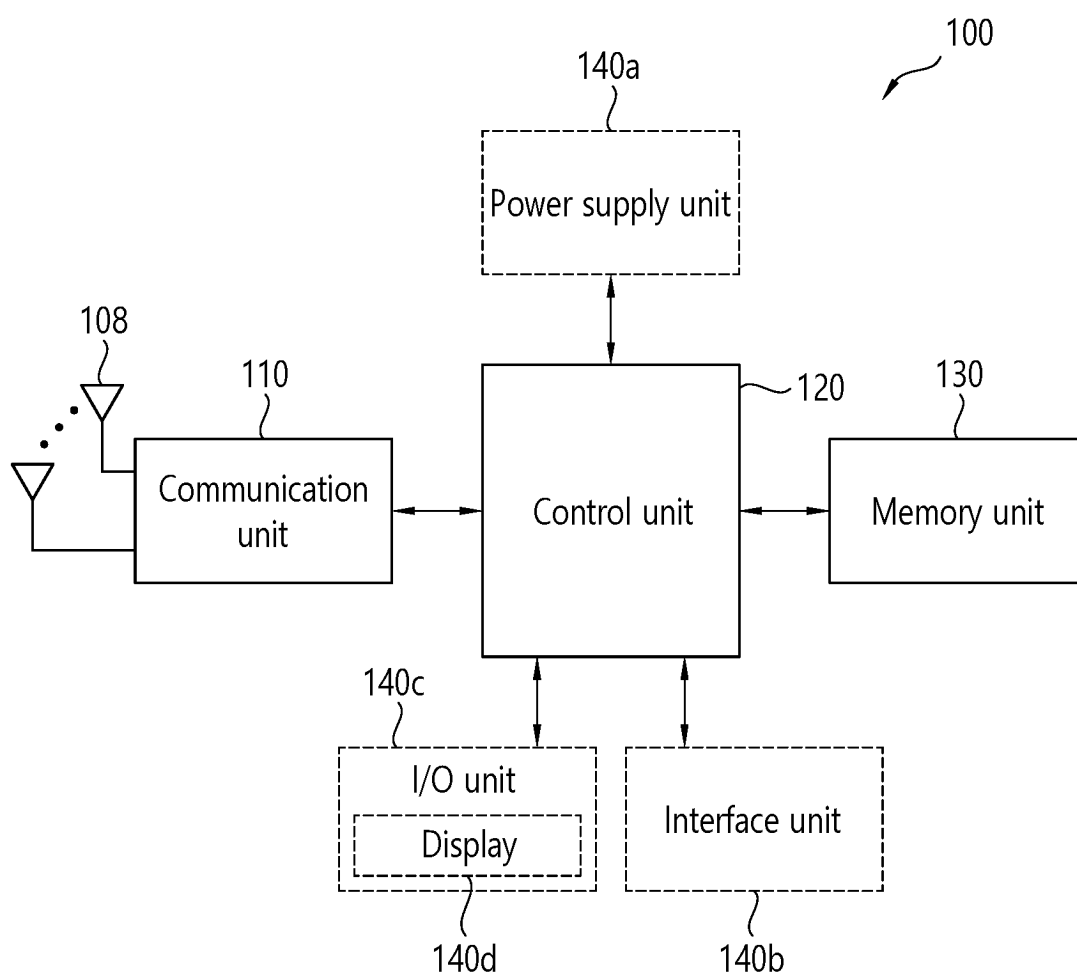 100
140a
Power supply unit
108
110
120
130
Communication
unit
Control unit
Memory unit
140c
I/O unit
Display
Interface unit
140d
140b